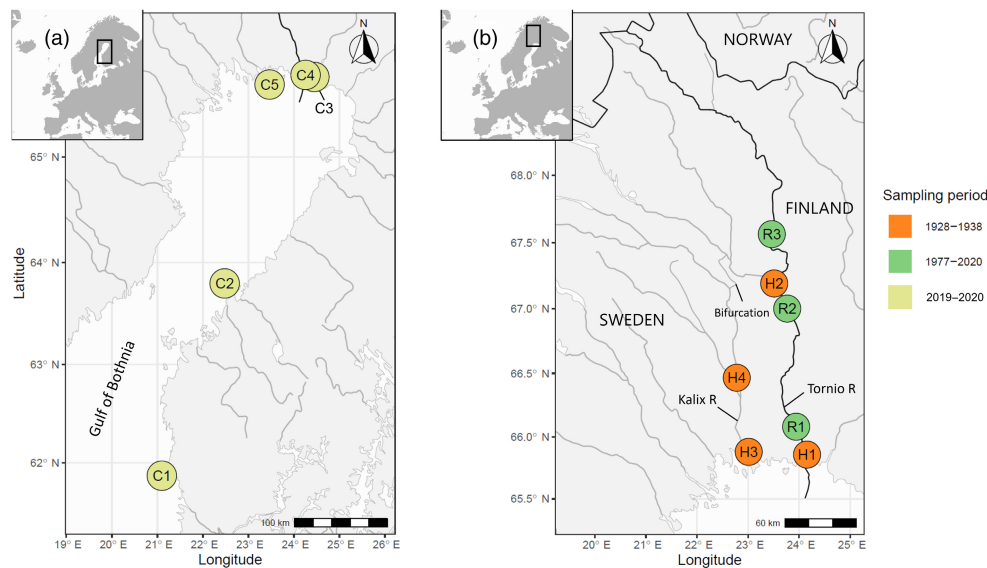 (a)
N
C5
C4
C3
C2
C1
Gulf of Bothnia
65° N
64° N
63° N
62° N
Latitude
100 km
19° E 20° E 21° E 22° E 23° E 24° E 25° E 26° E
Longitude
(b)
N
NORWAY
FINLAND
SWEDEN
R3
H2
R2
Bifurcation
H4
Kalix R
Tornio R
R1
H3
H1
68.0° N
67.5° N
67.0° N
66.5° N
66.0° N
65.5° N
60 km
20° E 21° E 22° E 23° E 24° E 25° E
Longitude
Sampling period
1928−1938
1977−2020
2019−2020